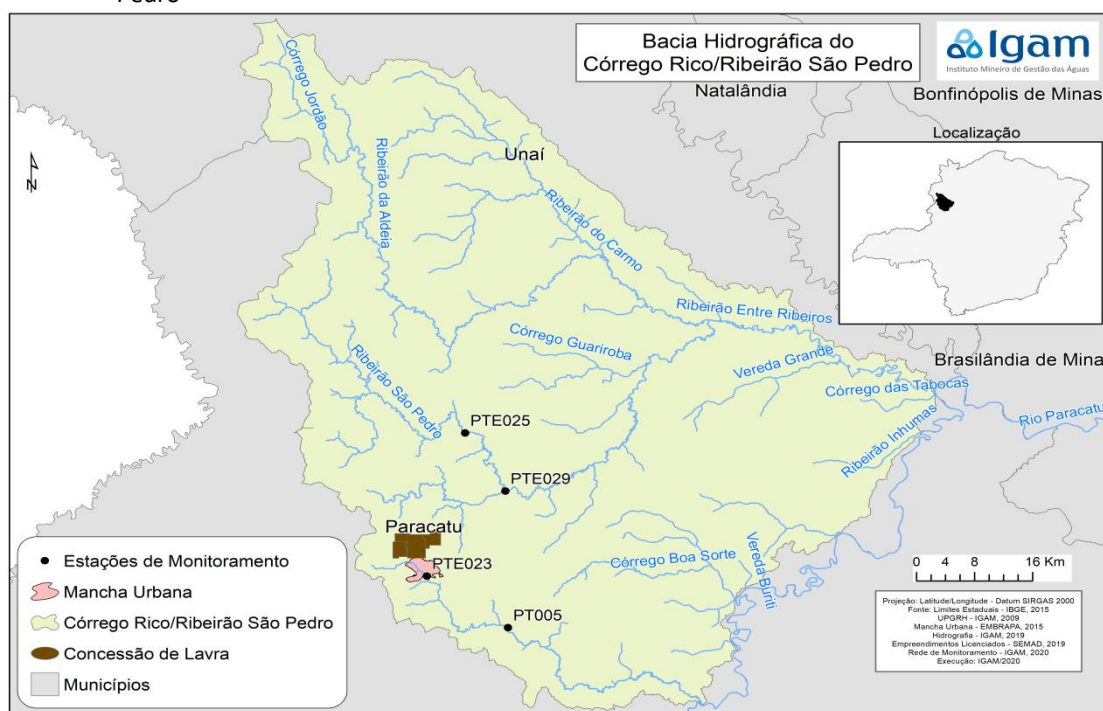 Pedro
Bacia Hidrográfica do
Córrego Rico/Ribeirão São Pedro
Igam
Instituto Mineiro de Gestão das Águas
Natalândia
Bonfinópolis de Minas
Localização
Córrego Jordão
Ribeirão da Aldeia
Unaí
Ribeirão do Carmo
N
Ribeirão Entre Ribeiros
Córrego Guariroba
Vereda Grande
Brasilândia de Mina
Córrego das Tabocas
Ribeirão São Pedro
Rio Paracatu
Ribeirão Inhumas
PTE025
PTE029
Paracatu
PTE023
Córrego Boa Sorte
Vereda Buriti
PT005
Estações de Monitoramento
Mancha Urbana
Córrego Rico/Ribeirão São Pedro
Concessão de Lavra
Municípios
0 4 8 16 Km
Projeção: Latitude/Longitude - Datum SIRGAS 2000
Fonte: Limites Estaduais - IBGE, 2015
UPGRH - IGAM, 2009
Mancha Urbana - EMBRAPA, 2015
Hidrografia - IGAM, 2019
Empreendimentos Licenciados - SEMAD, 2019
Rede de Monitoramento - IGAM, 2020
Execução: IGAM/2020